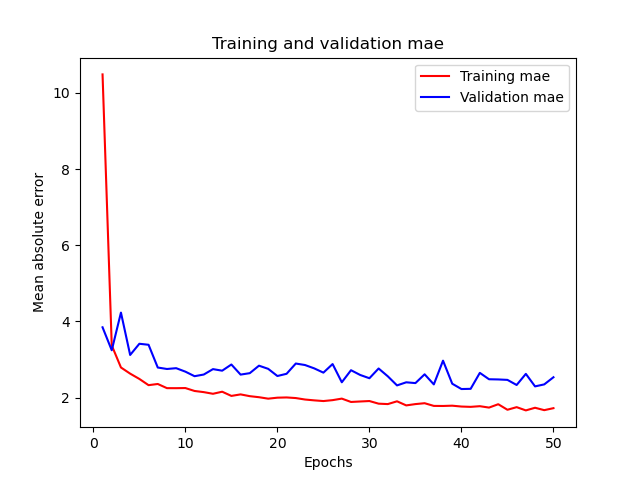 Training and validation mae
Training mae
Validation mae
Mean absolute error
10
8
6
4
2
0
10
20
30
40
50
Epochs